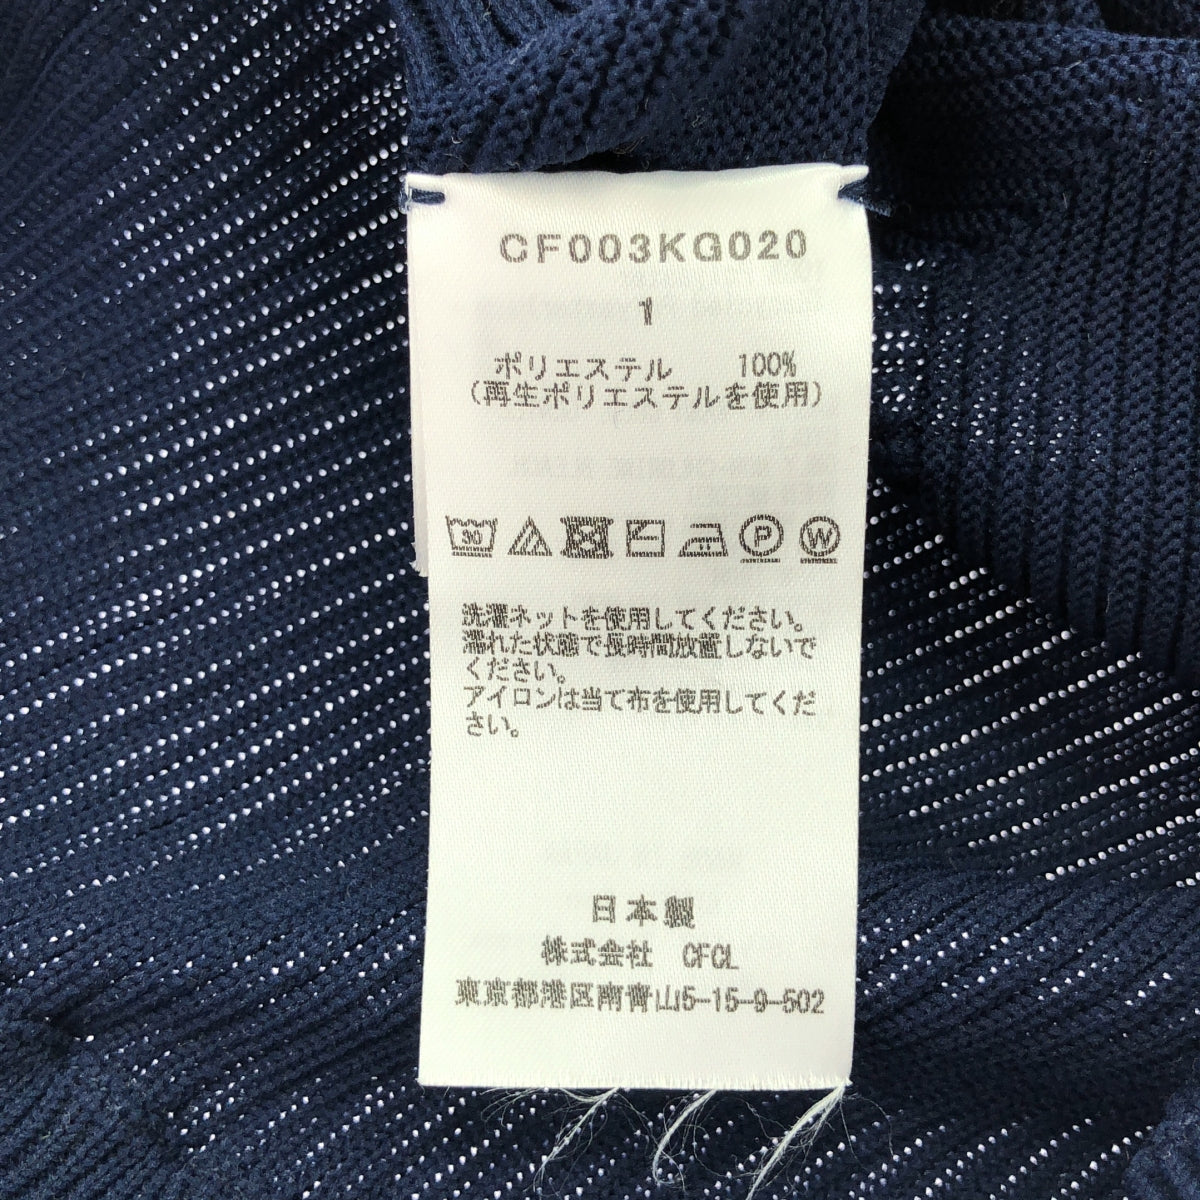 CF003KG020
1
ポリエステル 100%
(再生ポリエステルを使用)
30 P W
洗濯ネットを使用してください。
濡れた状態で長時間放置しないで
ください。
アイロンは当て布を使用してくだ
さい。
日本製
株式会社 CFCL
東京都港区南青山5-15-9-502